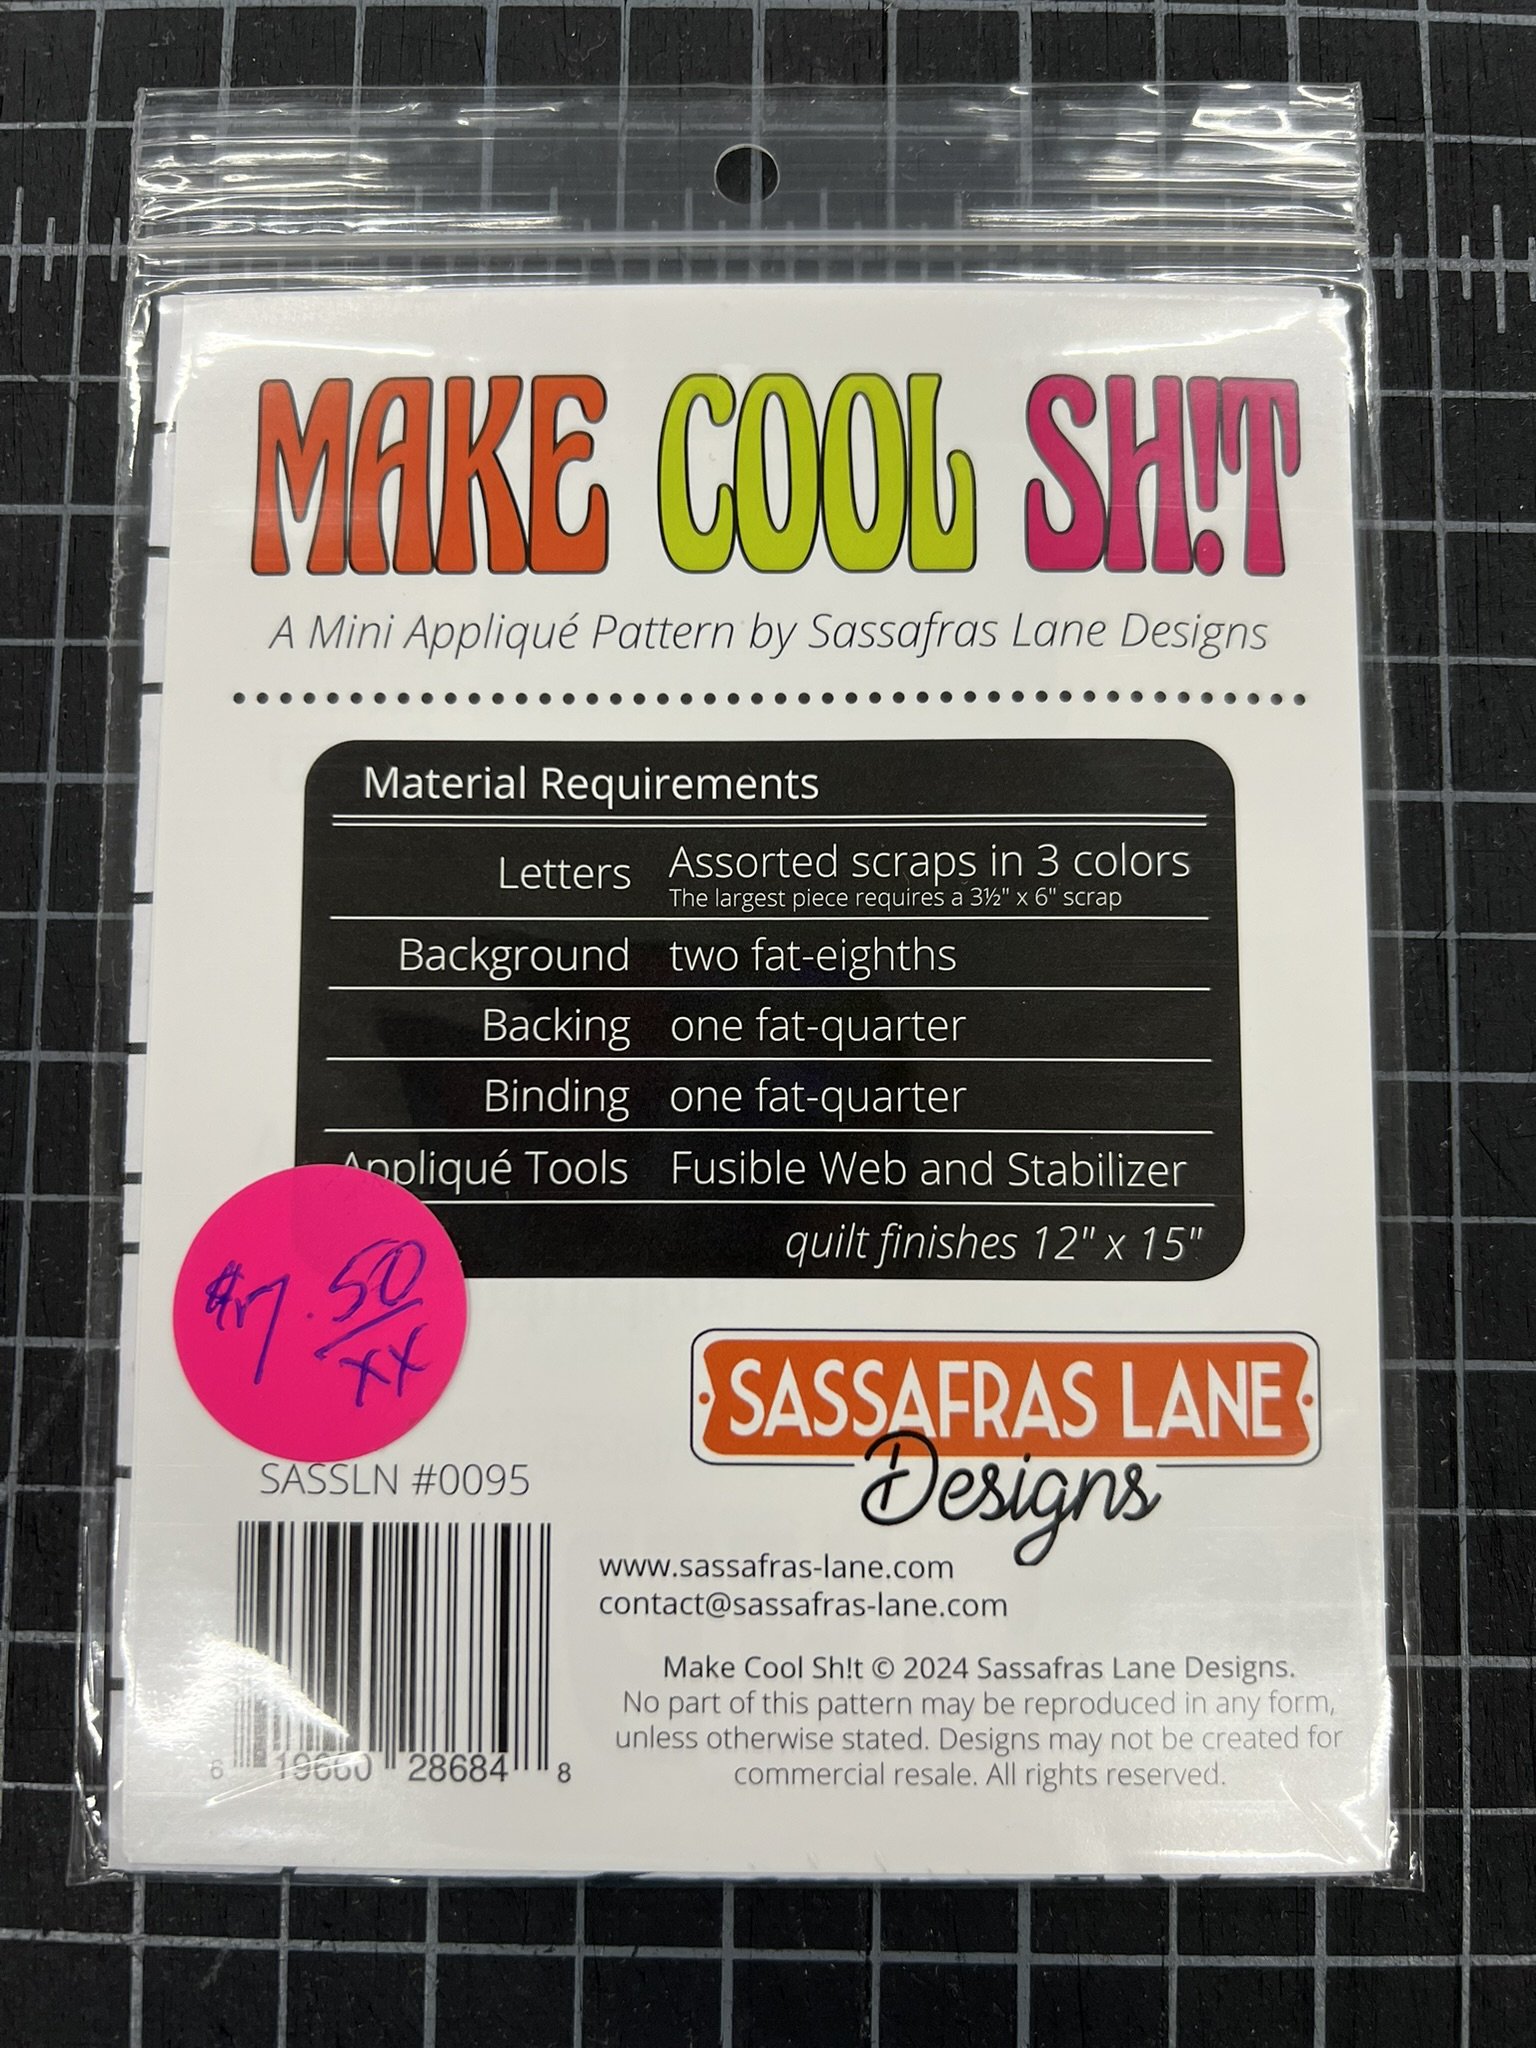 MAKE COOL SH!T
A Mini Appliqué Pattern by Sassafras Lane Designs
Material Requirements
Letters Assorted scraps in 3 colors
The largest piece requires a 3½" x 6" scrap
Background two fat-eighths
Backing one fat-quarter
Binding one fat-quarter
Appliqué Tools Fusible Web and Stabilizer
quilt finishes 12" x 15"
$7.50/xx
SASSAFRAS LANE
Designs
SASSLN #0095
www.sassafras-lane.com
contact@sassafras-lane.com
Make Cool Sh!t © 2024 Sassafras Lane Designs.
No part of this pattern may be reproduced in any form,
unless otherwise stated. Designs may not be created for
commercial resale. All rights reserved.
6 19660 28684 8